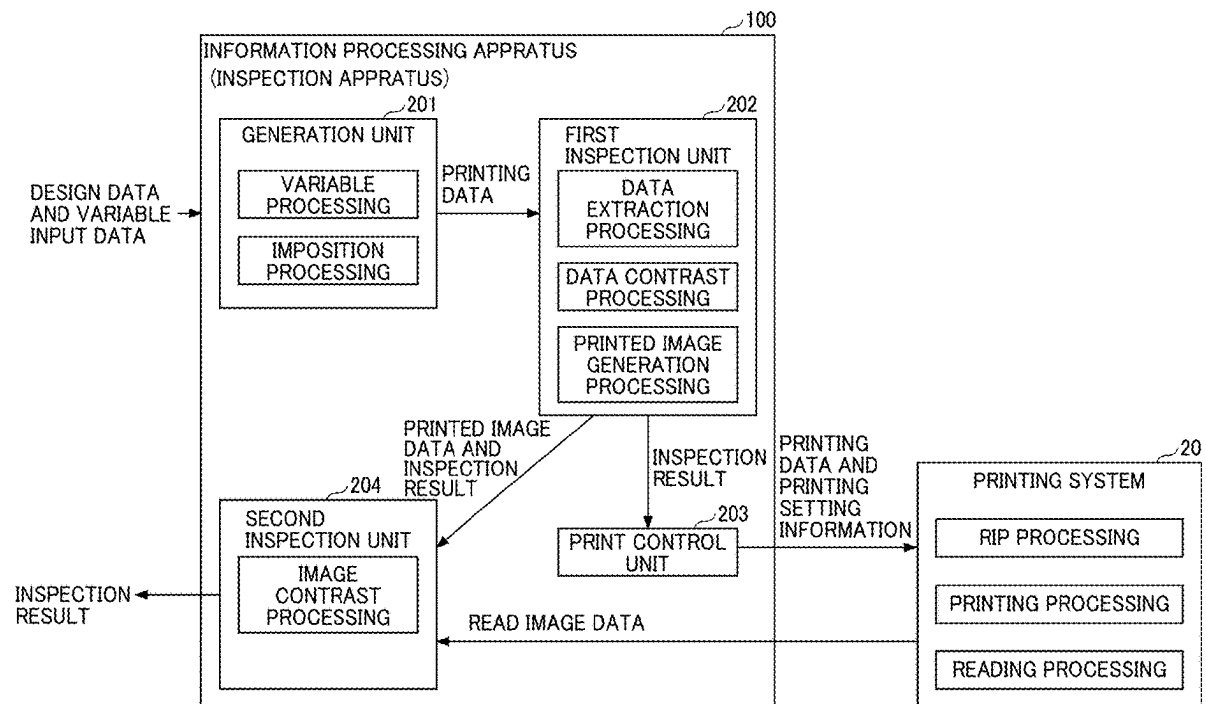 100
INFORMATION PROCESSING APPRATUS
(INSPECTION APPRATUS)
201
GENERATION UNIT
VARIABLE
PROCESSING
IMPOSITION
PROCESSING
DESIGN DATA
AND VARIABLE
INPUT DATA
PRINTING
DATA
202
FIRST
INSPECTION UNIT
DATA
EXTRACTION
PROCESSING
DATA CONTRAST
PROCESSING
PRINTED IMAGE
GENERATION
PROCESSING
PRINTED IMAGE
DATA AND
INSPECTION
RESULT
INSPECTION
RESULT
203
PRINT CONTROL
UNIT
PRINTING
DATA AND
PRINTING
SETTING
INFORMATION
20
PRINTING SYSTEM
RIP PROCESSING
PRINTING PROCESSING
READING PROCESSING
204
SECOND
INSPECTION UNIT
IMAGE
CONTRAST
PROCESSING
INSPECTION
RESULT
READ IMAGE DATA